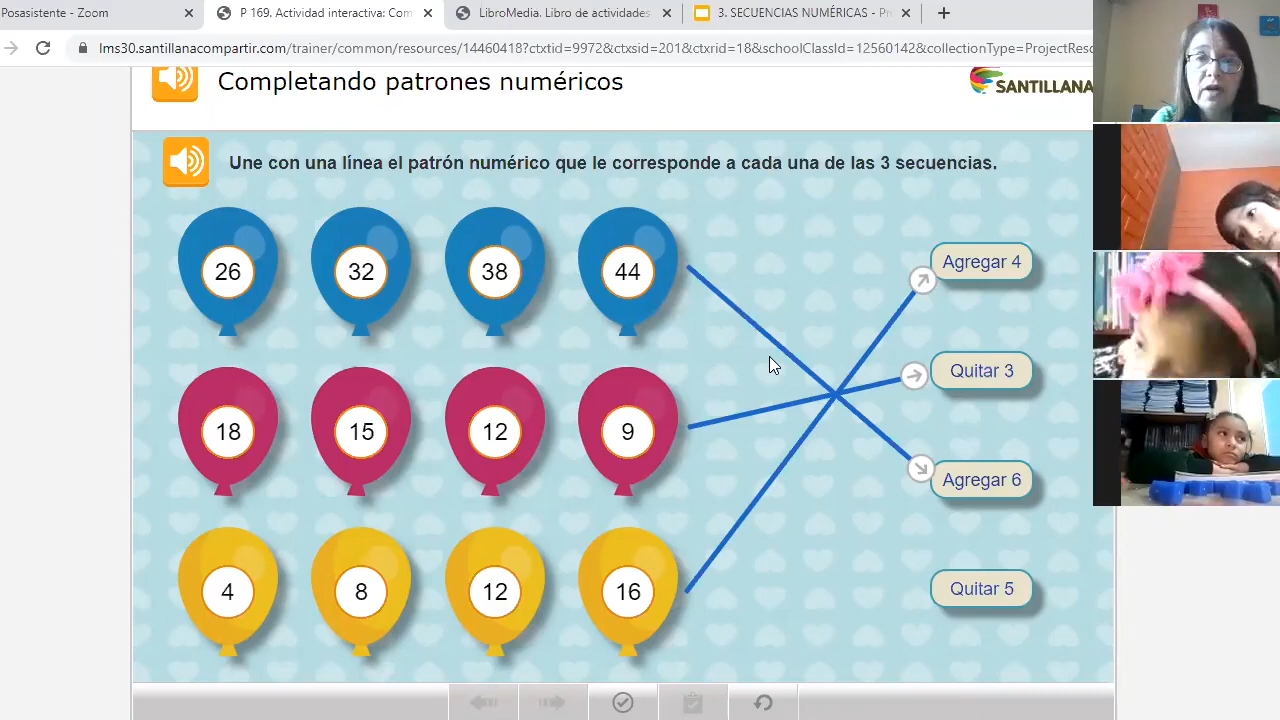 Posasistente - Zoom
P 169. Actividad interactiva: Com
LibroMedia. Libro de actividades
3. SECUENCIAS NUMÉRICAS - Pr
lms30.santillanacompartir.com/trainer/common/resources/14460418?ctxtid=9972&ctxsid=201&ctxrid=18&schoolClassId=12560142&collectionType=ProjectReso
Completando patrones numéricos
SANTILLANA
Une con una línea el patrón numérico que le corresponde a cada una de las 3 secuencias.
26 32 38 44
Agregar 4
Quitar 3
18 15 12 9
Agregar 6
4 8 12 16
Quitar 5